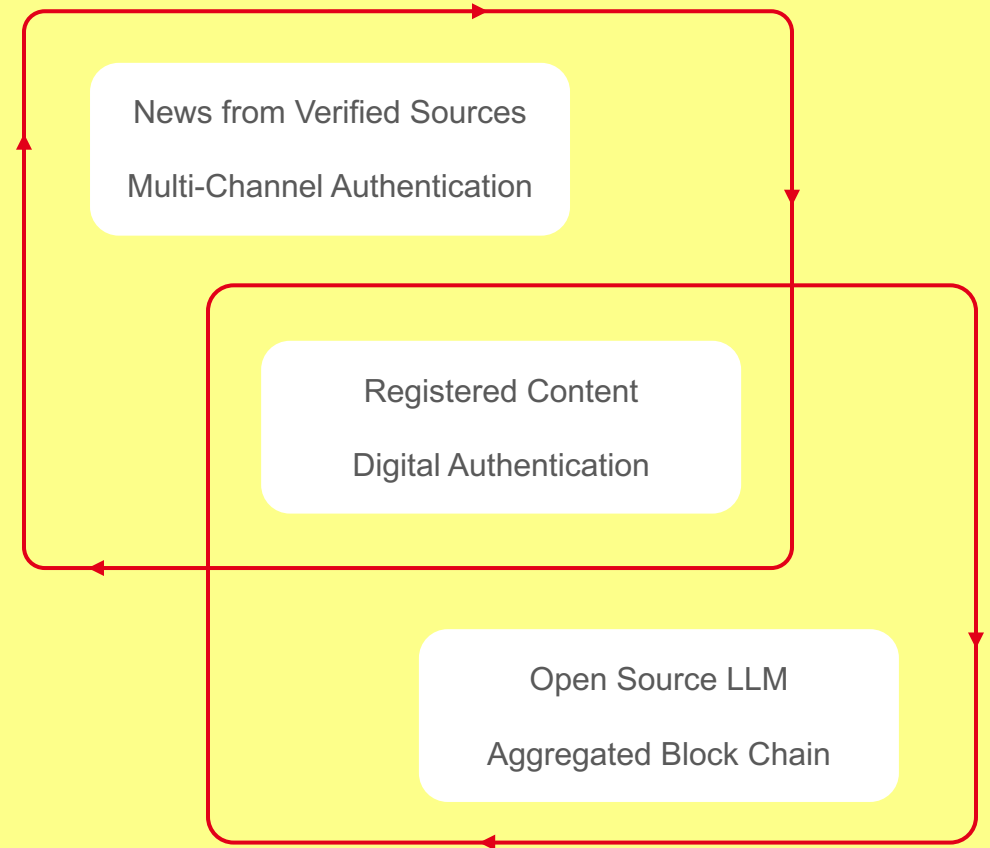 News from Verified Sources
Multi-Channel Authentication
Registered Content
Digital Authentication
Open Source LLM
Aggregated Block Chain